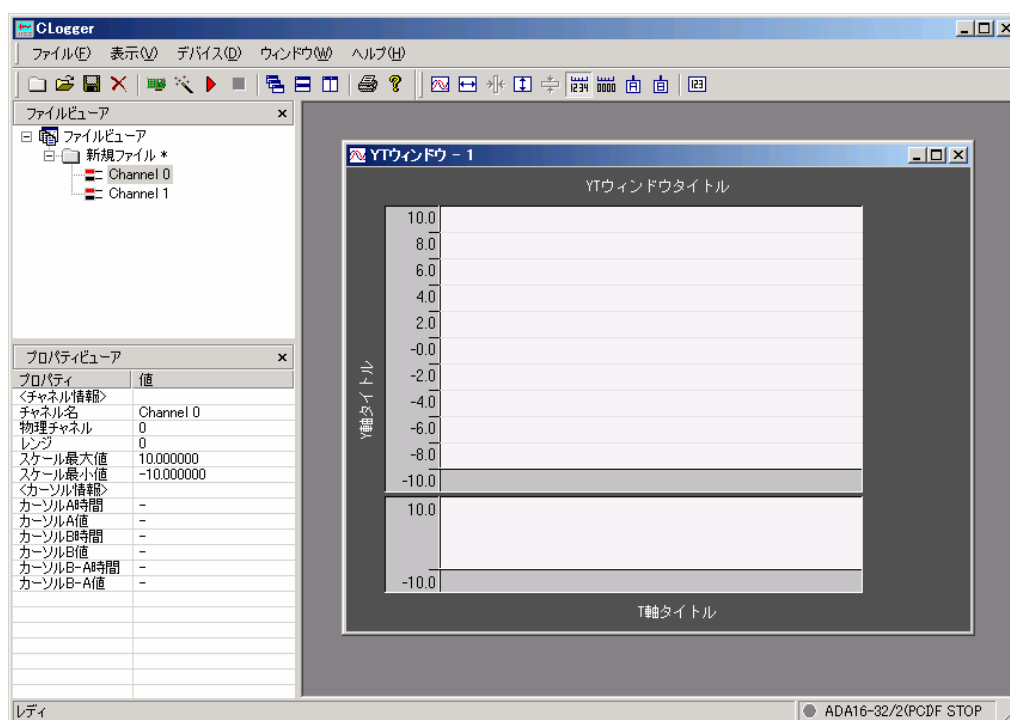 CLogger
ファイル(F) 表示(V) デバイス(D) ウィンドウ(W) ヘルプ(H)
ファイルビューア
ファイルビューア
新規ファイル *
Channel 0
Channel 1
プロパティビューア
プロパティ 値
<チャネル情報>
チャネル名 Channel 0
物理チャネル 0
レンジ 0
スケール最大値 10.000000
スケール最小値 -10.000000
<カーソル情報>
カーソルA時間 -
カーソルA値 -
カーソルB時間 -
カーソルB値 -
カーソルB-A時間 -
カーソルB-A値 -
YTウィンドウ - 1
YTウィンドウタイトル
10.0
8.0
6.0
4.0
2.0
-0.0
-2.0
-4.0
-6.0
-8.0
-10.0
Y軸タイトル
10.0
-10.0
T軸タイトル
レディ
ADA16-32/2(PCI)F STOP